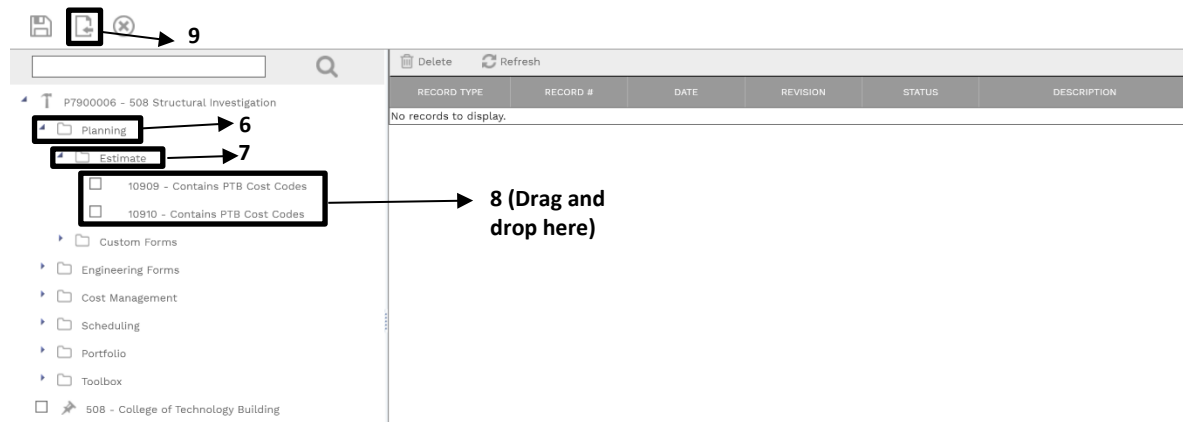 9
Delete Refresh
RECORD TYPE RECORD # DATE REVISION STATUS DESCRIPTION
No records to display.
P7900006 - 508 Structural Investigation
Planning
6
Estimate
7
10909 - Contains PTB Cost Codes
10910 - Contains PTB Cost Codes
8 (Drag and
drop here)
Custom Forms
Engineering Forms
Cost Management
Scheduling
Portfolio
Toolbox
508 - College of Technology Building